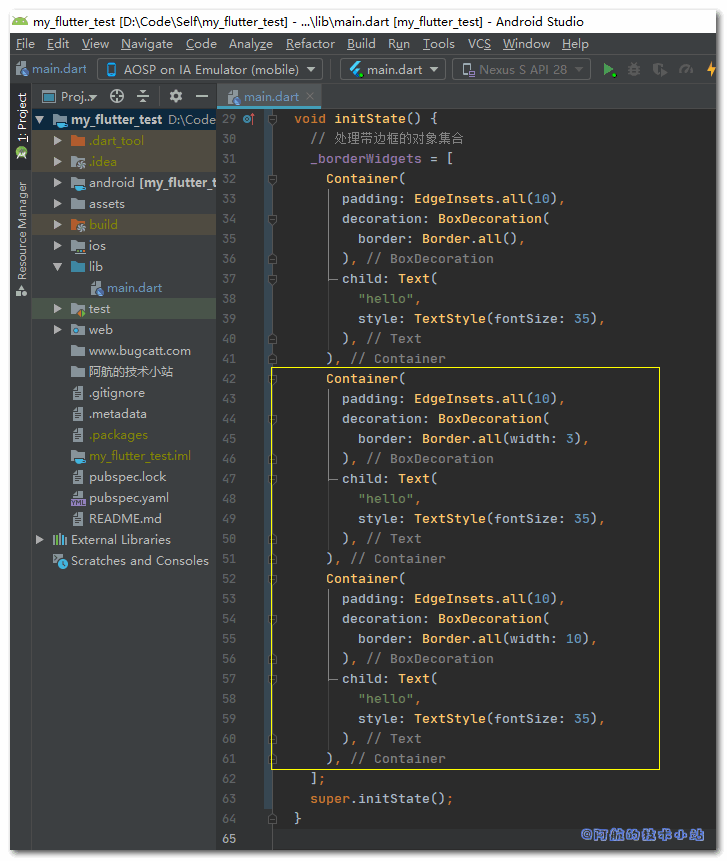 my_flutter_test [D:\Code\Self\my_flutter_test] - ...\lib\main.dart [my_flutter_test] - Android Studio
File Edit View Navigate Code Analyze Refactor Build Run Tools VCS Window Help
main.dart AOSP on IA Emulator (mobile) main.dart Nexus S API 28
1: Project
Resource Manager
Proj..
my_flutter_test D:\Code
.dart_tool
.idea
android [my_flutter_t
assets
build
ios
lib
main.dart
test
web
www.bugcatt.com
阿航的技术小站
.gitignore
.metadata
.packages
my_flutter_test.iml
pubspec.lock
pubspec.yaml
README.md
External Libraries
Scratches and Consoles
main.dart
29 void initState() {
30 // 处理带边框的对象集合
31 _borderWidgets = [
32 Container(
33 padding: EdgeInsets.all(10),
34 decoration: BoxDecoration(
35 border: Border.all(),
36 ), // BoxDecoration
37 child: Text(
38 "hello",
39 style: TextStyle(fontSize: 35),
40 ), // Text
41 ), // Container
42 Container(
43 padding: EdgeInsets.all(10),
44 decoration: BoxDecoration(
45 border: Border.all(width: 3),
46 ), // BoxDecoration
47 child: Text(
48 "hello",
49 style: TextStyle(fontSize: 35),
50 ), // Text
51 ), // Container
52 Container(
53 padding: EdgeInsets.all(10),
54 decoration: BoxDecoration(
55 border: Border.all(width: 10),
56 ), // BoxDecoration
57 child: Text(
58 "hello",
59 style: TextStyle(fontSize: 35),
60 ), // Text
61 ), // Container
62 ];
63 super.initState();
64 }
65
@阿航的技术小站